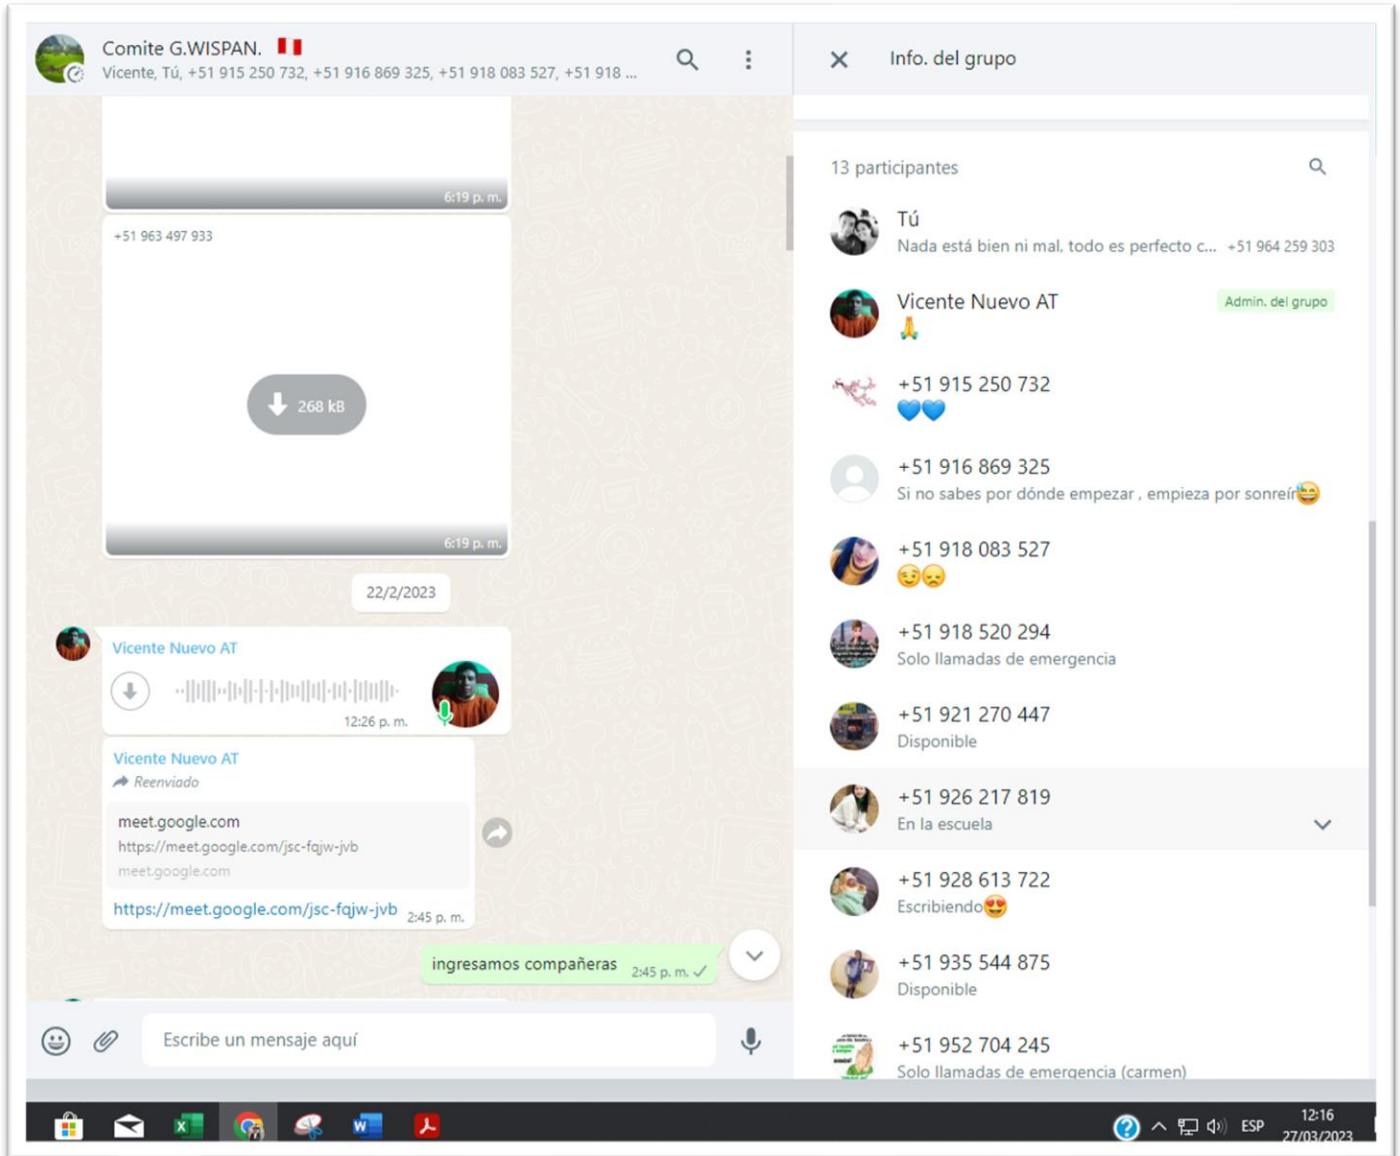 Comite G.WISPAN.
Vicente, Tú, +51 915 250 732, +51 916 869 325, +51 918 083 527, +51 918 ...
6:19 p. m.
+51 963 497 933
268 kB
6:19 p. m.
22/2/2023
Vicente Nuevo AT
12:26 p. m.
Vicente Nuevo AT
Reenviado
meet.google.com
https://meet.google.com/jsc-fqjw-jvb
meet.google.com
https://meet.google.com/jsc-fqjw-jvb
2:45 p. m.
ingresamos compañeras
2:45 p. m.
Escribe un mensaje aquí
Info. del grupo
13 participantes
Tú
Nada está bien ni mal, todo es perfecto c... +51 964 259 303
Vicente Nuevo AT
Admin. del grupo
🙏
+51 915 250 732
💙💙
+51 916 869 325
Si no sabes por dónde empezar , empieza por sonreír😅
+51 918 083 527
😉😞
+51 918 520 294
Solo llamadas de emergencia
+51 921 270 447
Disponible
+51 926 217 819
En la escuela
+51 928 613 722
Escribiendo😍
+51 935 544 875
Disponible
+51 952 704 245
Solo llamadas de emergencia (carmen)
ESP
12:16
27/03/2023